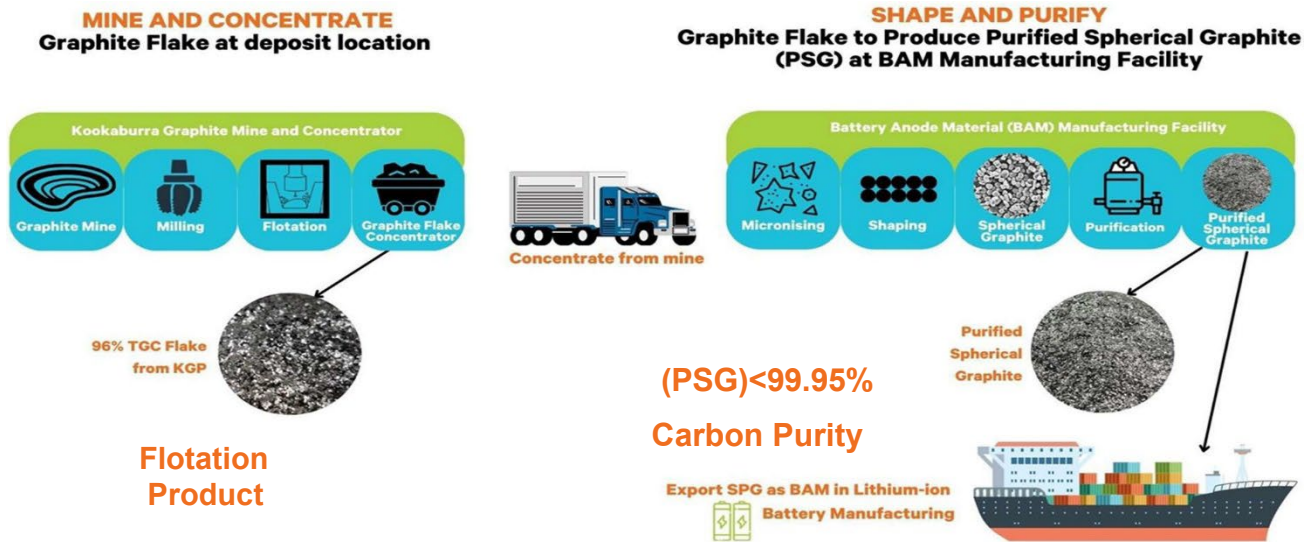 MINE AND CONCENTRATE
Graphite Flake at deposit location
Kookaburra Graphite Mine and Concentrator
Graphite Mine
Milling
Flotation
Graphite Flake
Concentrator
96% TGC Flake
from KGP
Flotation
Product
Concentrate from mine
SHAPE AND PURIFY
Graphite Flake to Produce Purified Spherical Graphite
(PSG) at BAM Manufacturing Facility
Battery Anode Material (BAM) Manufacturing Facility
Micronising
Shaping
Spherical
Graphite
Purification
Purified
Spherical
Graphite
Purified
Spherical
Graphite
(PSG)<99.95%
Carbon Purity
Export SPG as BAM in Lithium-ion
Battery Manufacturing